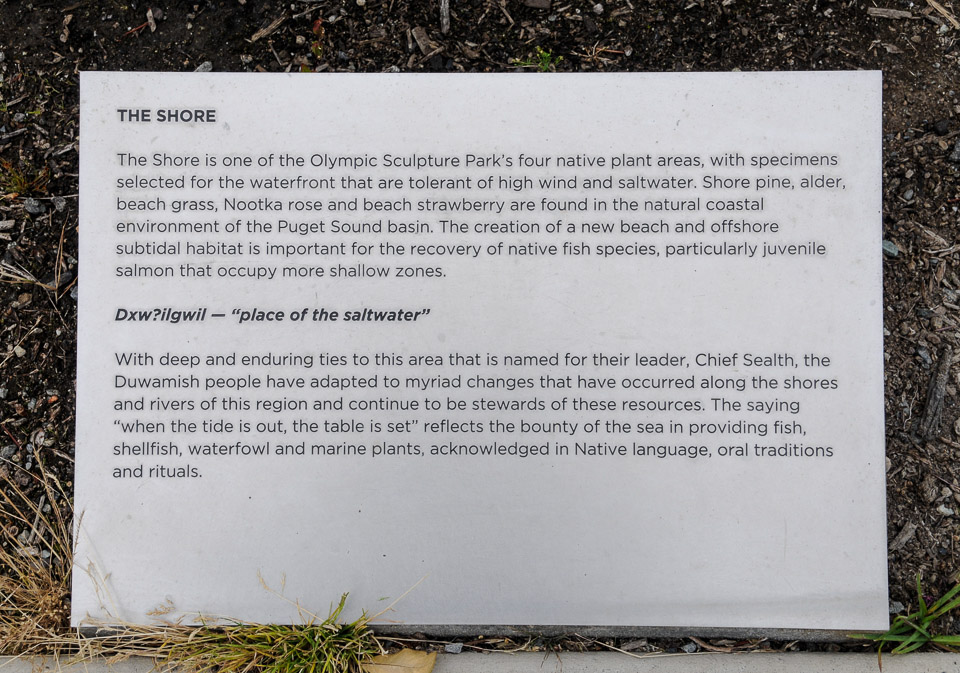 THE SHORE
The Shore is one of the Olympic Sculpture Park's four native plant areas, with specimens
selected for the waterfront that are tolerant of high wind and saltwater. Shore pine, alder,
beach grass, Nootka rose and beach strawberry are found in the natural coastal
environment of the Puget Sound basin. The creation of a new beach and offshore
subtidal habitat is important for the recovery of native fish species, particularly juvenile
salmon that occupy more shallow zones.
Dxw?ilgwil — “place of the saltwater”
With deep and enduring ties to this area that is named for their leader, Chief Sealth, the
Duwamish people have adapted to myriad changes that have occurred along the shores
and rivers of this region and continue to be stewards of these resources. The saying
“when the tide is out, the table is set” reflects the bounty of the sea in providing fish,
shellfish, waterfowl and marine plants, acknowledged in Native language, oral traditions
and rituals.